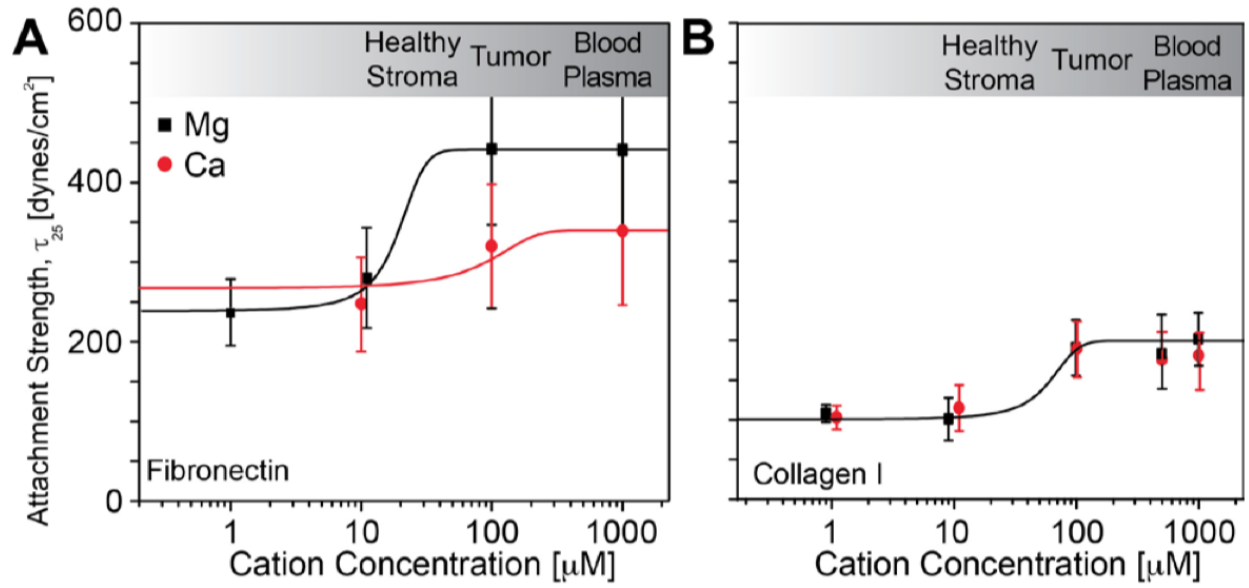 A
600
400
200
0
Attachment Strength, τ25 [dynes/cm2]
Healthy
Stroma
Tumor
Blood
Plasma
Mg
Ca
Fibronectin
1
10
100
1000
Cation Concentration [μM]
B
Healthy
Stroma
Tumor
Blood
Plasma
Collagen I
1
10
100
1000
Cation Concentration [μM]